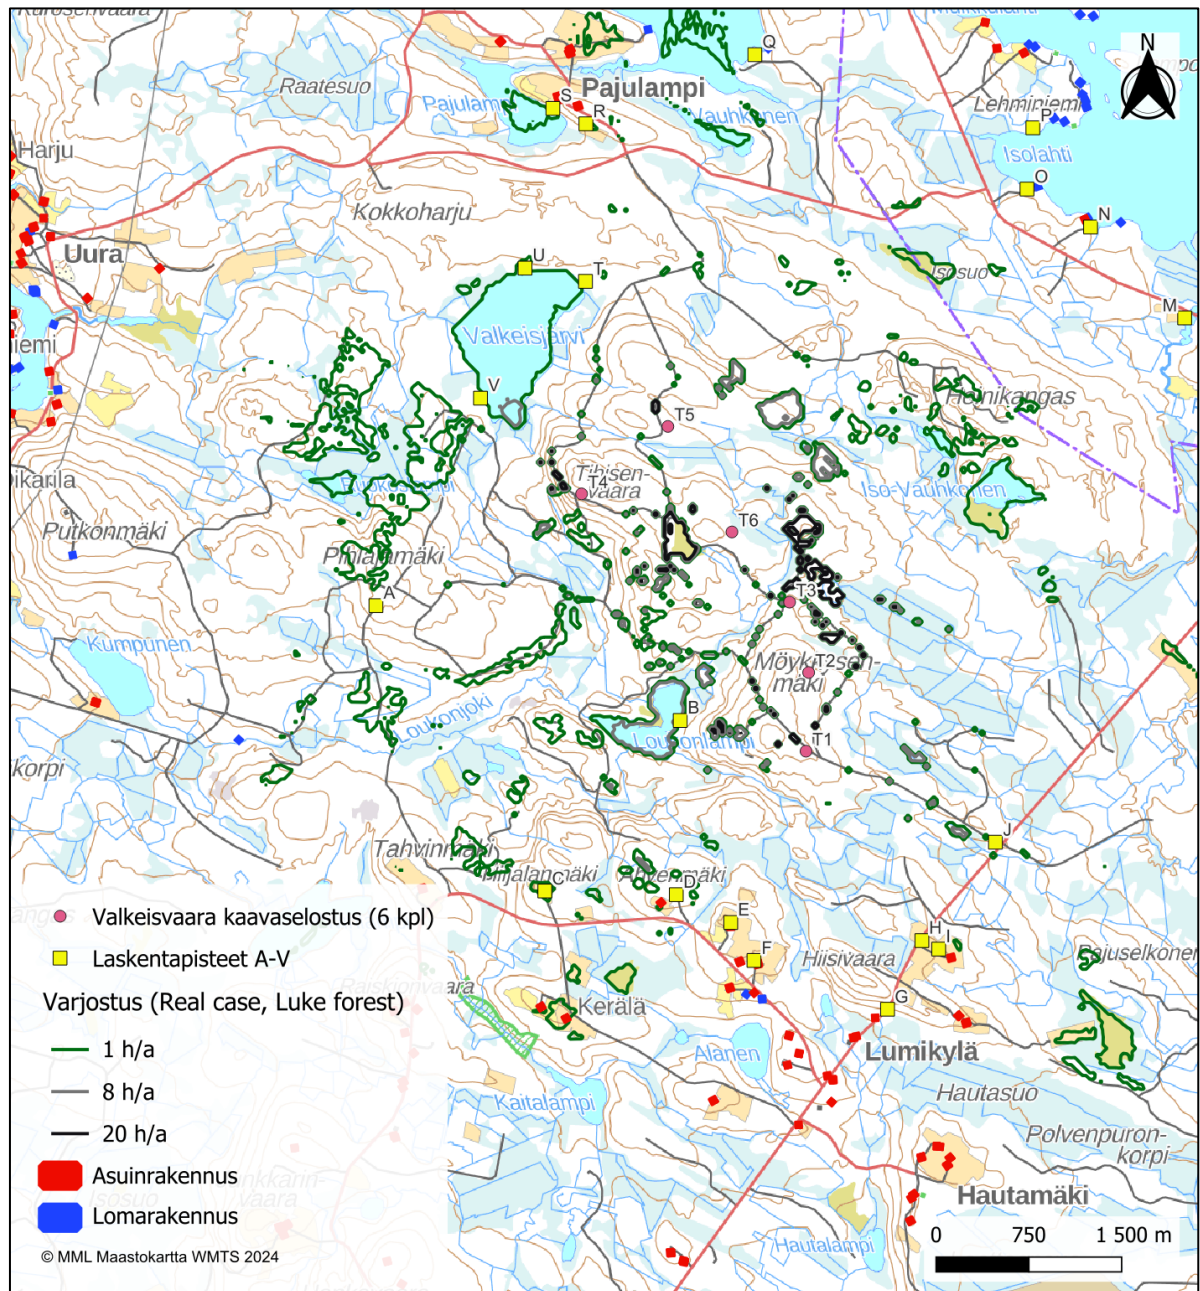 N
Q
Raatesuo
Pajulampi
S
R
Vauhkonen
Lehminiemi
P
Isolahti
O
Harju
Kokkoharju
N
Uura
U
T
Isosuo
M
Valkeisjärvi
V
Heinikangas
T5
Tihisen-
vaara
T4
Iso-Vauhkonen
Putkonmäki
T6
A
T3
Kumpunen
Möykkysen-
mäki
T2
B
Loukonjoki
Loukonlampi
T1
korpi
J
Tahvinmäki
C
D
E
F
H
I
Hiisivaara
G
Kerälä
Lumikylä
Alanen
Kaitalampi
Hautasuo
Polvenpuron-
korpi
Hautamäki
Hautalampi
Valkeisvaara kaavaselostus (6 kpl)
Laskentapisteet A-V
Varjostus (Real case, Luke forest)
1 h/a
8 h/a
20 h/a
Asuinrakennus
Lomarakennus
© MML Maastokartta WMTS 2024
0 750 1 500 m